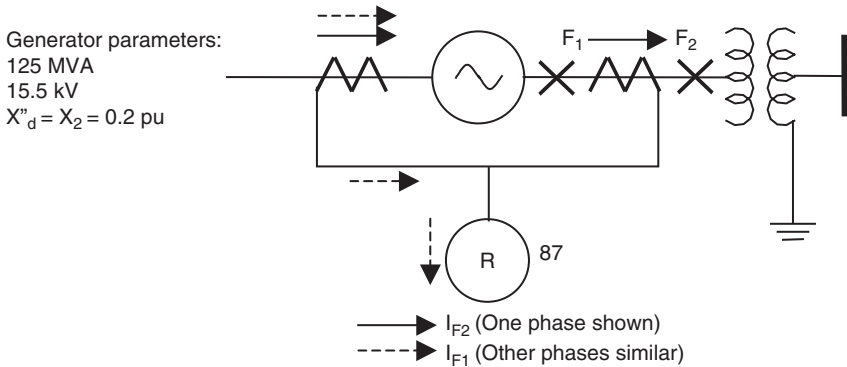 Generator parameters:
125 MVA
15.5 kV
X"d = X2 = 0.2 pu
F1
F2
R
87
IF2 (One phase shown)
IF1 (Other phases similar)